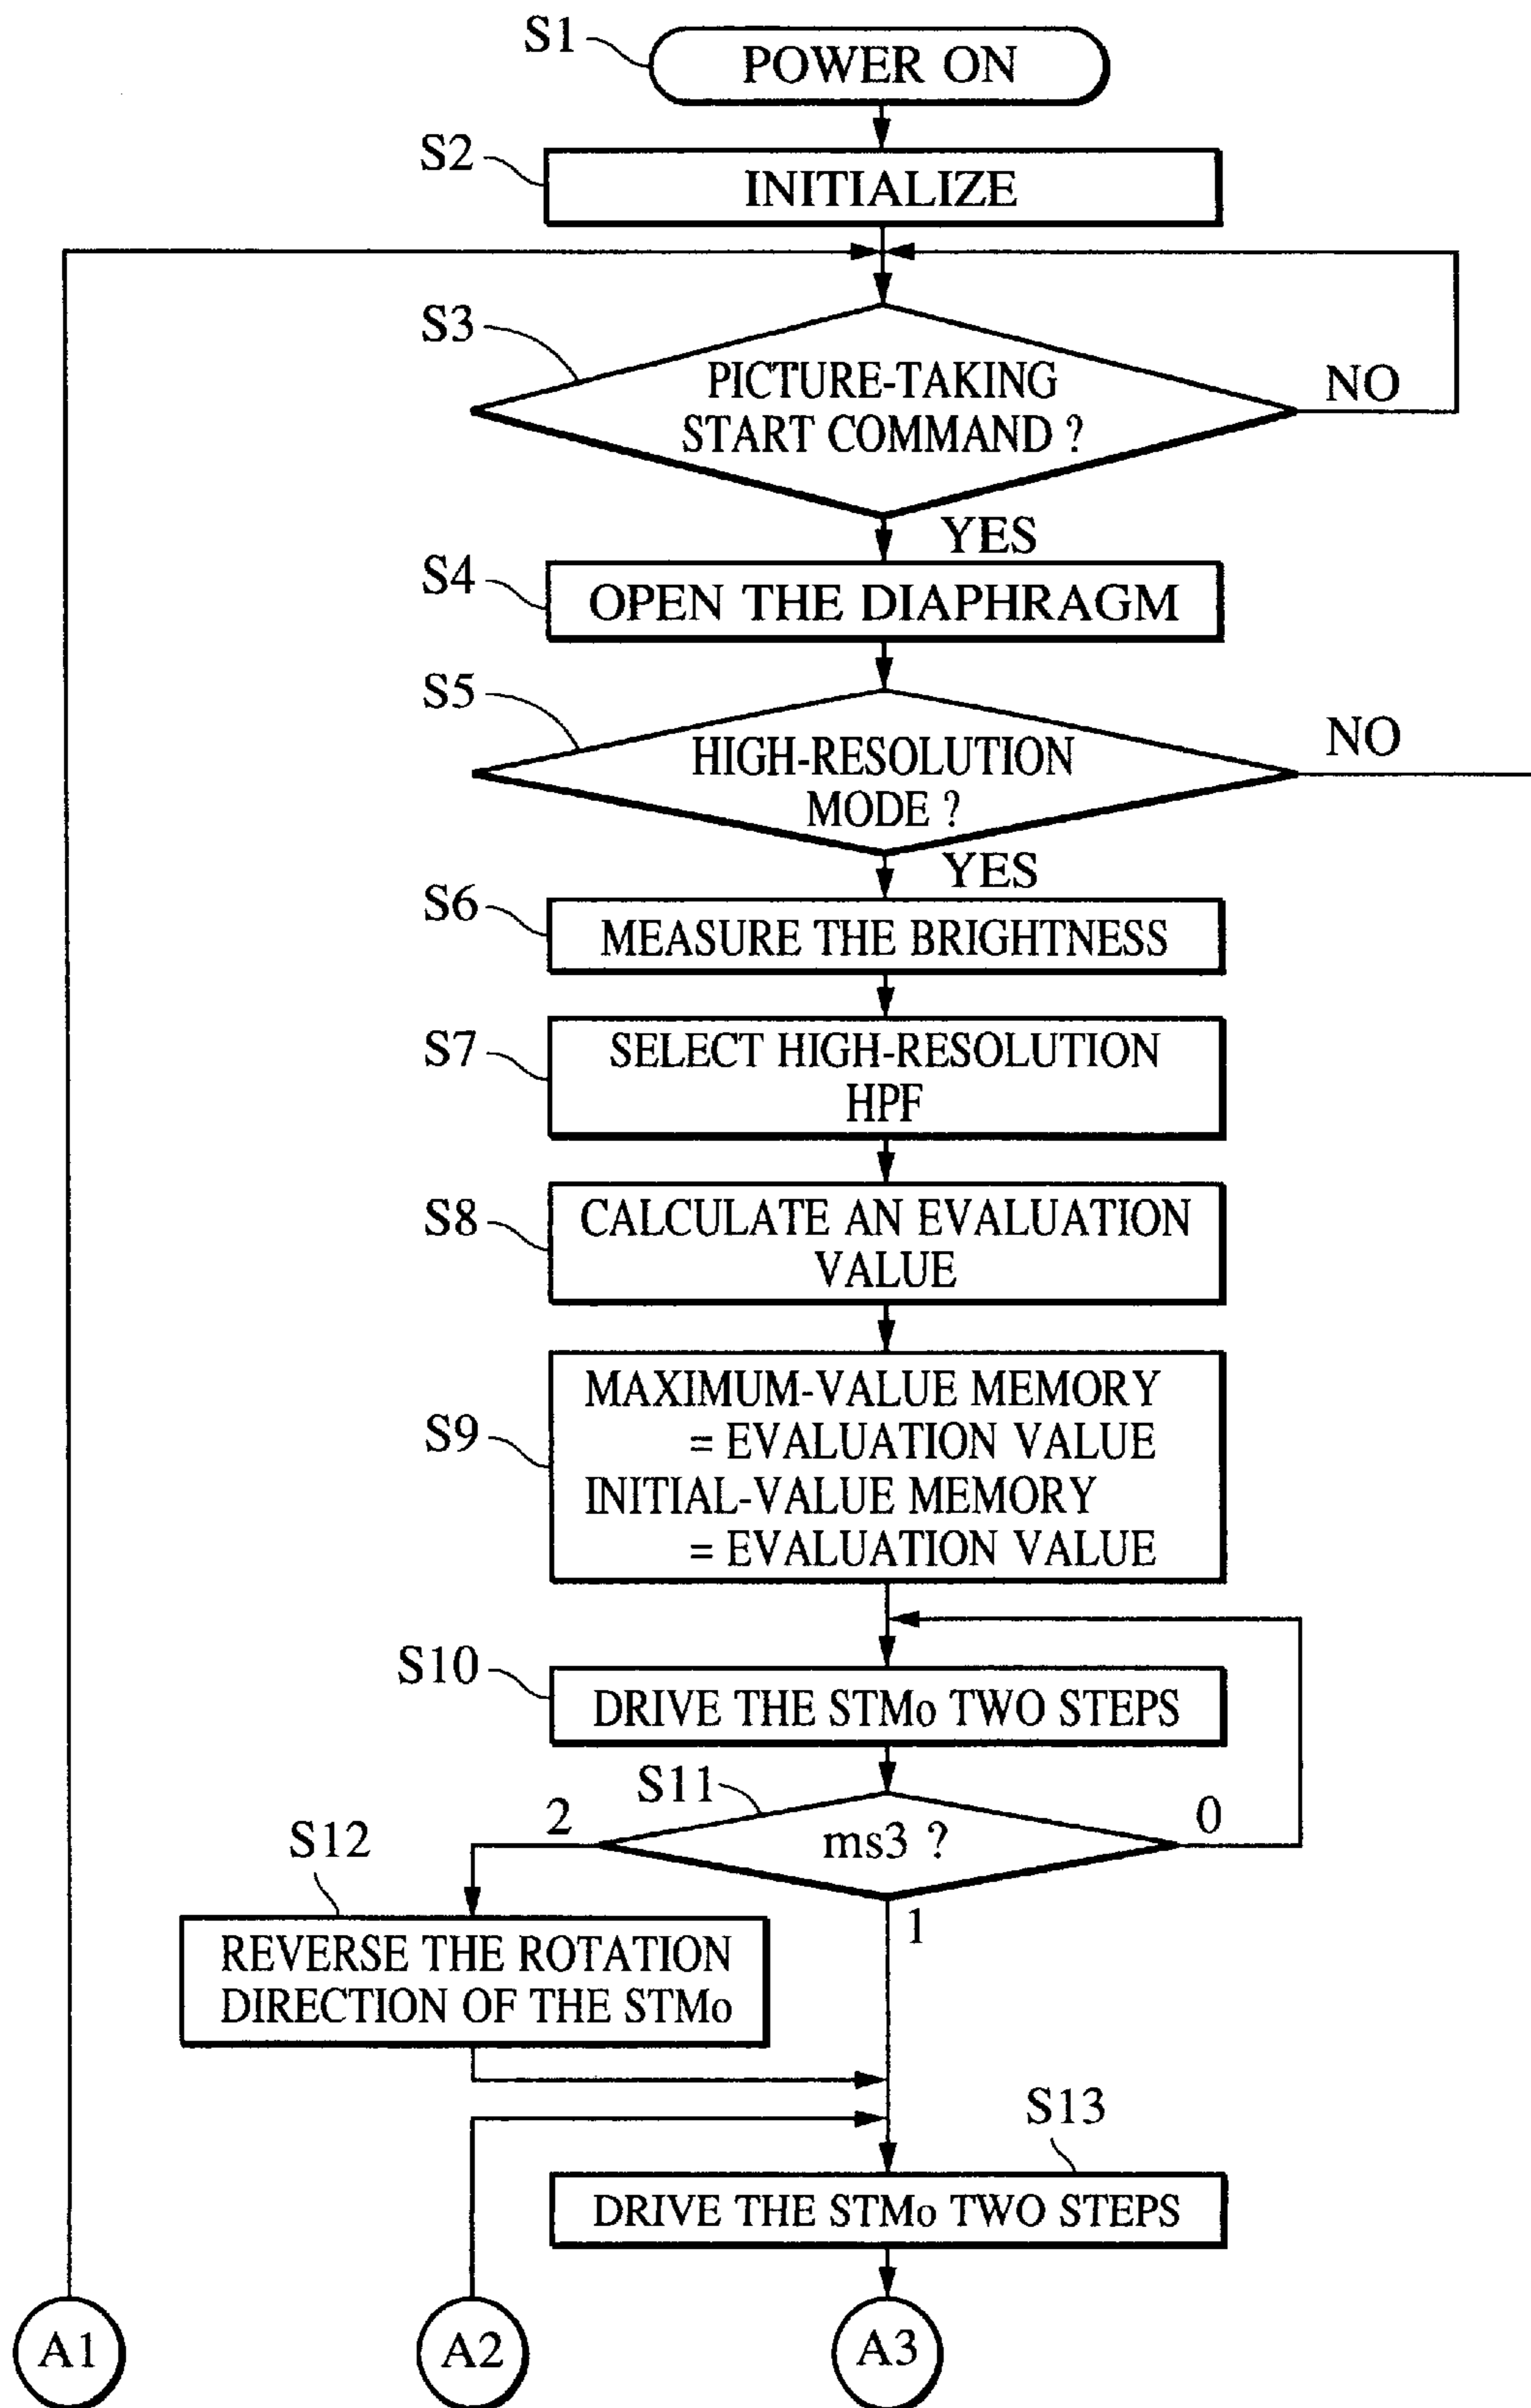 S1
POWER ON
S2
INITIALIZE
S3
PICTURE-TAKING
START COMMAND ?
NO
YES
S4
OPEN THE DIAPHRAGM
S5
HIGH-RESOLUTION
MODE ?
NO
YES
S6
MEASURE THE BRIGHTNESS
S7
SELECT HIGH-RESOLUTION
HPF
S8
CALCULATE AN EVALUATION
VALUE
S9
MAXIMUM-VALUE MEMORY
= EVALUATION VALUE
INITIAL-VALUE MEMORY
= EVALUATION VALUE
S10
DRIVE THE STMo TWO STEPS
S11
ms3 ?
2
0
1
S12
REVERSE THE ROTATION
DIRECTION OF THE STMo
S13
DRIVE THE STMo TWO STEPS
A1
A2
A3